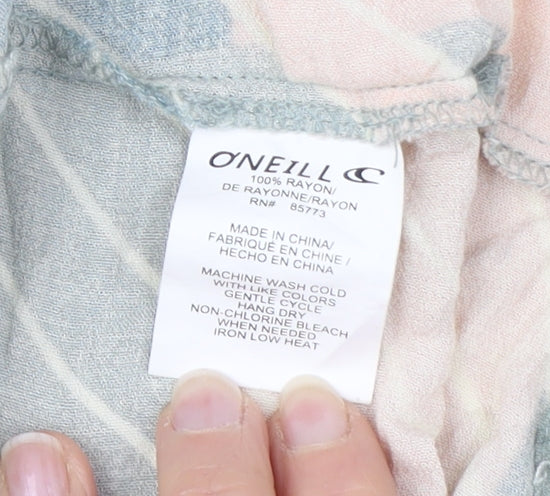 O'NEILL
100% RAYON/
DE RAYONNE/RAYON
RN# 85773
MADE IN CHINA/
FABRIQUÉ EN CHINE /
HECHO EN CHINA
MACHINE WASH COLD
WITH LIKE COLORS
GENTLE CYCLE
HANG DRY
NON-CHLORINE BLEACH
WHEN NEEDED
IRON LOW HEAT